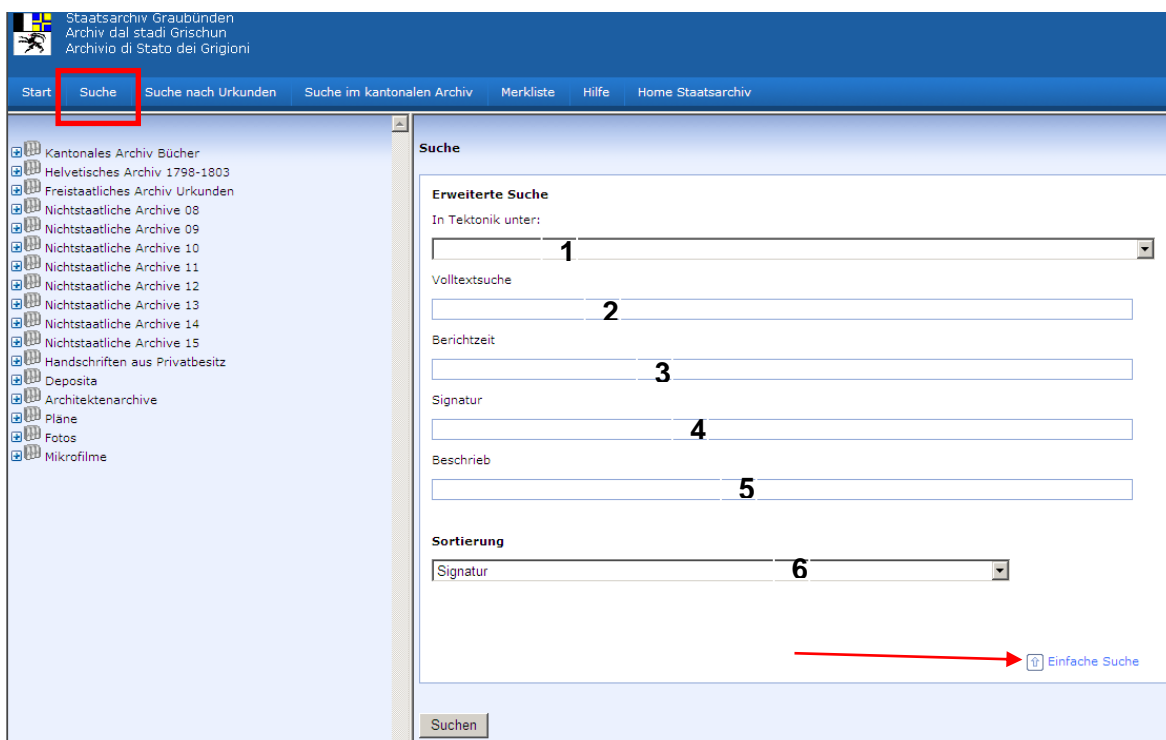 Staatsarchiv Graubünden
Archiv dal stadi Grischun
Archivio di Stato dei Grigioni
Start Suche Suche nach Urkunden Suche im kantonalen Archiv Merkliste Hilfe Home Staatsarchiv
Kantonales Archiv Bücher
Helvetisches Archiv 1798-1803
Freistaatliches Archiv Urkunden
Nichtstaatliche Archive 08
Nichtstaatliche Archive 09
Nichtstaatliche Archive 10
Nichtstaatliche Archive 11
Nichtstaatliche Archive 12
Nichtstaatliche Archive 13
Nichtstaatliche Archive 14
Nichtstaatliche Archive 15
Handschriften aus Privatbesitz
Deposita
Architektenarchive
Pläne
Fotos
Mikrofilme
Suche
Erweiterte Suche
In Tektonik unter:
1
Volltextsuche
2
Berichtzeit
3
Signatur
4
Beschrieb
5
Sortierung
Signatur 6
Einfache Suche
Suchen